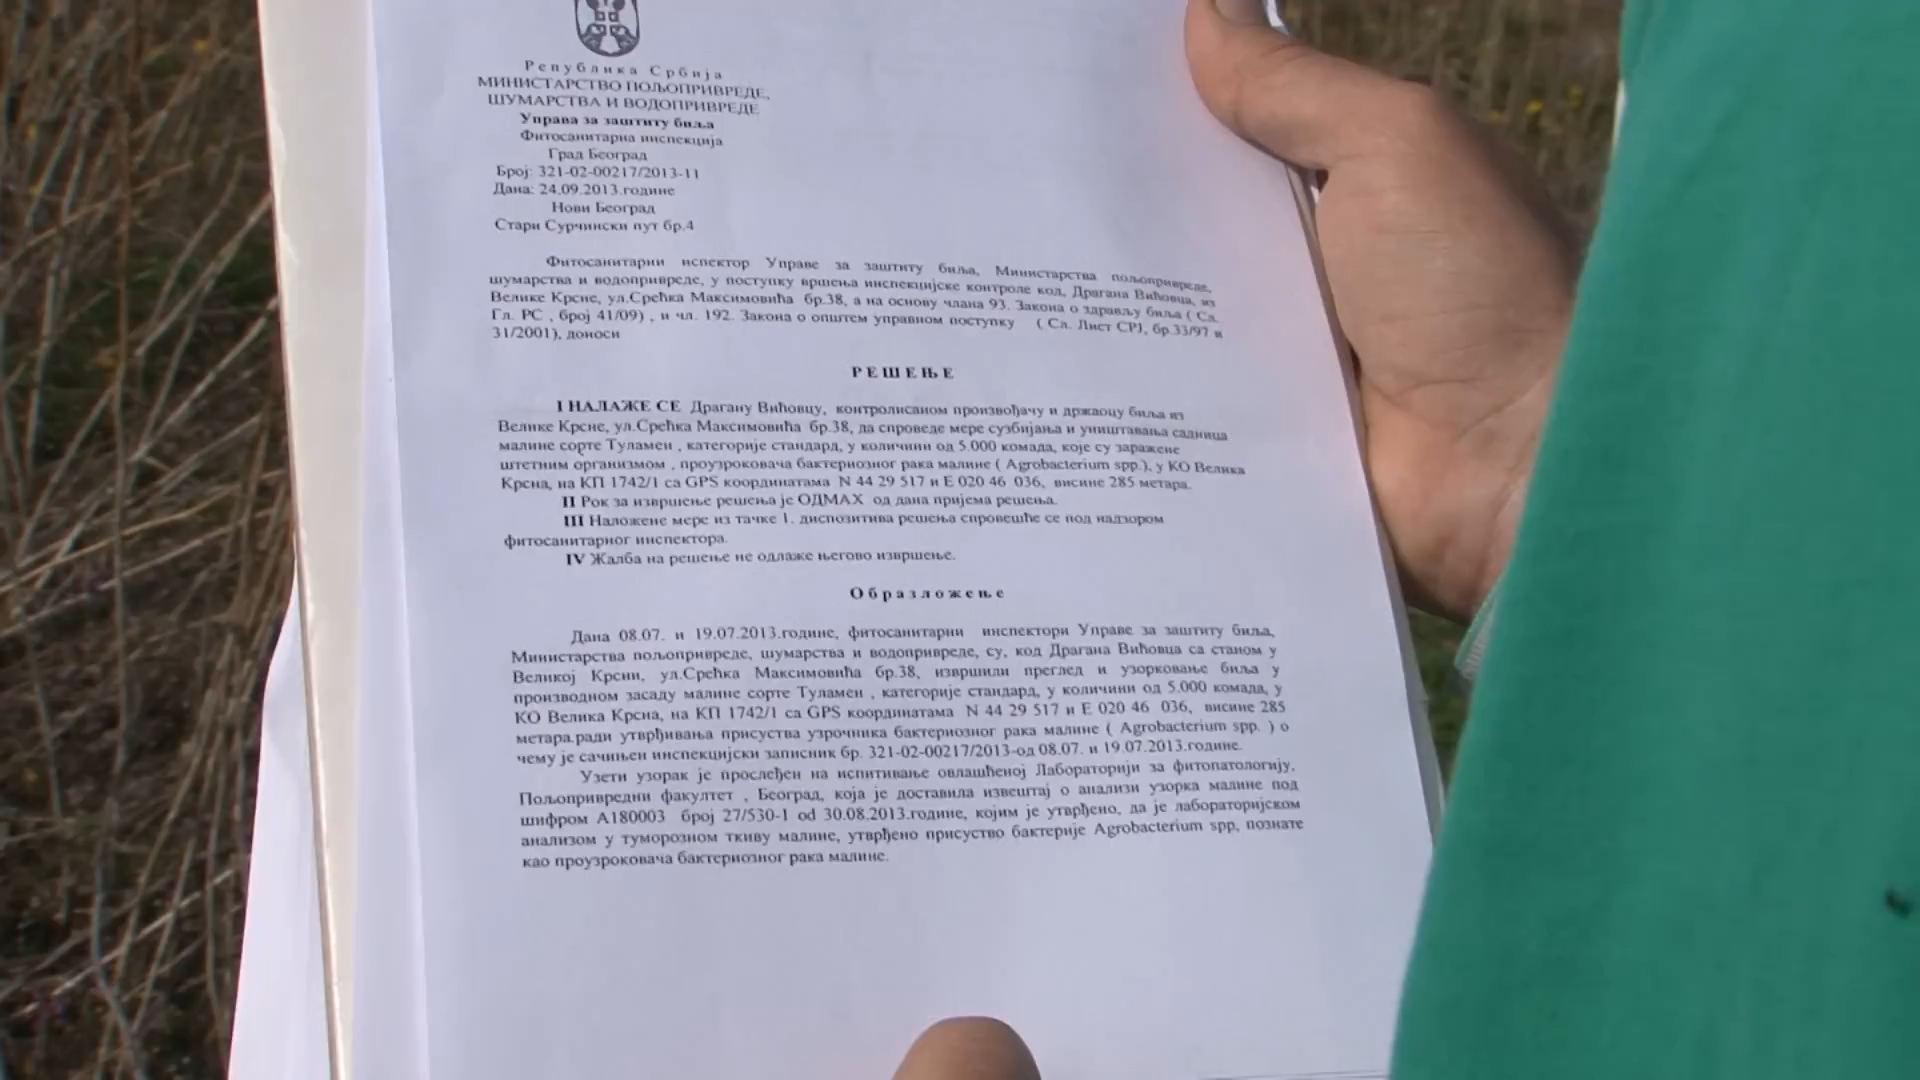 Република Србија
МИНИСТАРСТВО ПОЉОПРИВРЕДЕ,
ШУМАРСТВА И ВОДОПРИВРЕДЕ
Управа за заштиту биља
Фитосанитарна инспекција
Град Београд
Број: 321-02-00217/2013-11
Дана: 24.09.2013.године
Нови Београд
Стари Сурчински пут бр.4
Фитосанитарни испектор Управе за заштиту биља, Министарства пољопривреде,
шумарства и водопривреде, у поступку вршења инспекцијске контроле код, Драгана Вићовца, из
Велике Крсне, ул.Срећка Максимовића бр.38, а на основу члана 93. Закона о здрављу биља ( Сл.
Гл. РС , број 41/09) , и чл. 192. Закона о општем управном поступку ( Сл. Лист СРЈ, бр.33/97 и
31/2001), доноси
РЕШЕЊЕ
I НАЛАЖЕ СЕ Драгану Вићовцу, контролисаном произвођачу и држаоцу биља из
Велике Крсне, ул.Срећка Максимовића бр.38, да спроведе мере сузбијања и уништавања садница
малине сорте Туламен , категорије стандард, у количини од 5.000 комада, које су заражене
штетним организмом , проузроковача бактериозног рака малине ( Agrobacterium spp.), у КО Велика
Крсна, на КП 1742/1 са GPS координатама N 44 29 517 и Е 020 46 036, висине 285 метара.
II Рок за извршење решења је ОДМАХ од дана пријема решења.
III Наложене мере из тачке 1. диспозитива решења спровешће се под надзором
фитосанитарног инспектора.
IV Жалба на решење не одлаже његово извршење.
Образложење
Дана 08.07. и 19.07.2013.године, фитосанитарни инспектори Управе за заштиту биља,
Министарства пољопривреде, шумарства и водопривреде, су, код Драгана Вићовца са станом у
Великој Крсни, ул.Срећка Максимовића бр.38, извршили преглед и узорковање биља у
производном засаду малине сорте Туламен , категорије стандард, у количини од 5.000 комада, у
КО Велика Крсна, на КП 1742/1 са GPS координатама N 44 29 517 и Е 020 46 036, висине 285
метара.ради утврђивања присуства узрочника бактериозног рака малине ( Agrobacterium spp. ) о
чему је сачињен инспекцијски записник бр. 321-02-00217/2013-од 08.07. и 19.07.2013.године.
Узети узорак је прослеђен на испитивање овлашћеној Лабораторији за фитопатологију,
Пољопривредни факултет , Београд, која је доставила извештај о анализи узорка малине под
шифром А180003 број 27/530-1 od 30.08.2013.године, којим је утврђено, да је лабораторијском
анализом у туморозном ткиву малине, утврђено присуство бактерије Agrobacterium spp, познате
као проузроковача бактериозног рака малине.